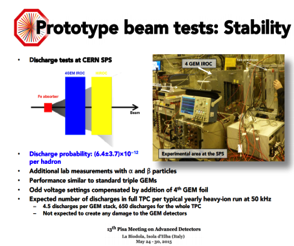 Prototype beam tests: Stability
• Discharge tests at CERN SPS
4 GEM IROC
Fe absorber
Beam
Experimental area at the SPS
• Discharge probability: (6.4±3.7)×10⁻¹²
per hadron
• Additional lab measurements with α and β particles
• Performance similar to standard triple GEMs
• Odd voltage settings compensated by addition of 4th GEM foil
• Expected number of discharges in full TPC per typical yearly heavy-ion run at 50 kHz
– 4.5 discharges per GEM stack, 650 discharges for the whole TPC
– Not expected to create any damage to the GEM detectors
13th Pisa Meeting on Advanced Detectors
La Biodola, Isola d'Elba (Italy)
May 24 - 30, 2015